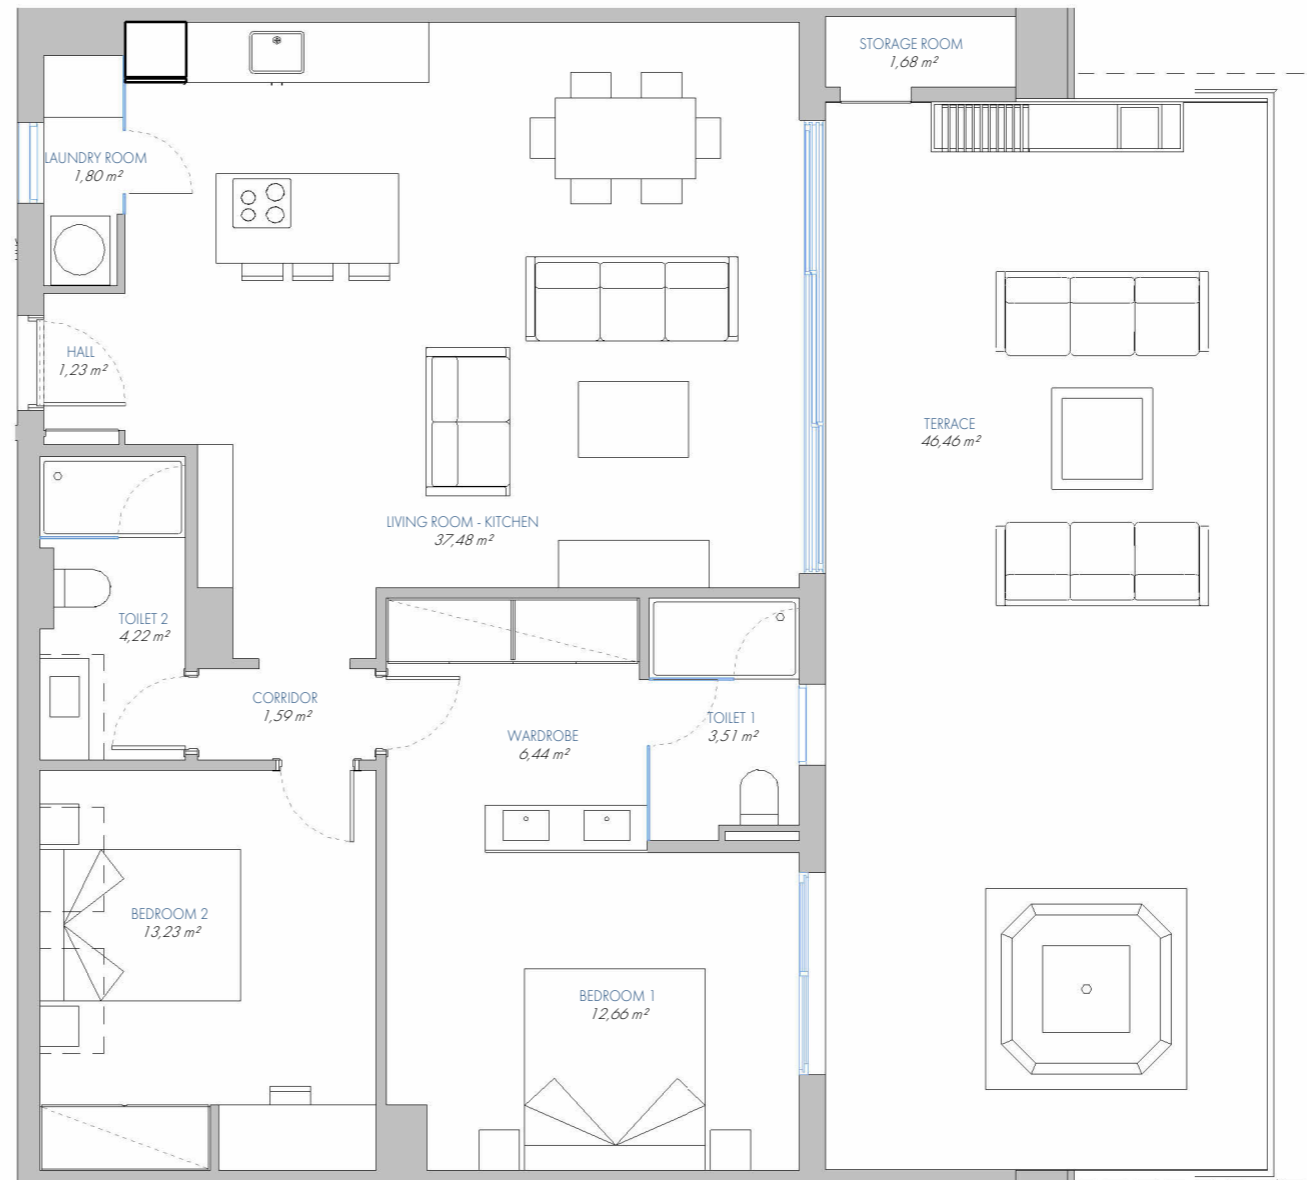 STORAGE ROOM
1,68 m²
LAUNDRY ROOM
1,80 m²
HALL
1,23 m²
TERRACE
46,46 m²
LIVING ROOM - KITCHEN
37,48 m²
TOILET 2
4,22 m²
CORRIDOR
1,59 m²
WARDROBE
6,44 m²
TOILET 1
3,51 m²
BEDROOM 2
13,23 m²
BEDROOM 1
12,66 m²